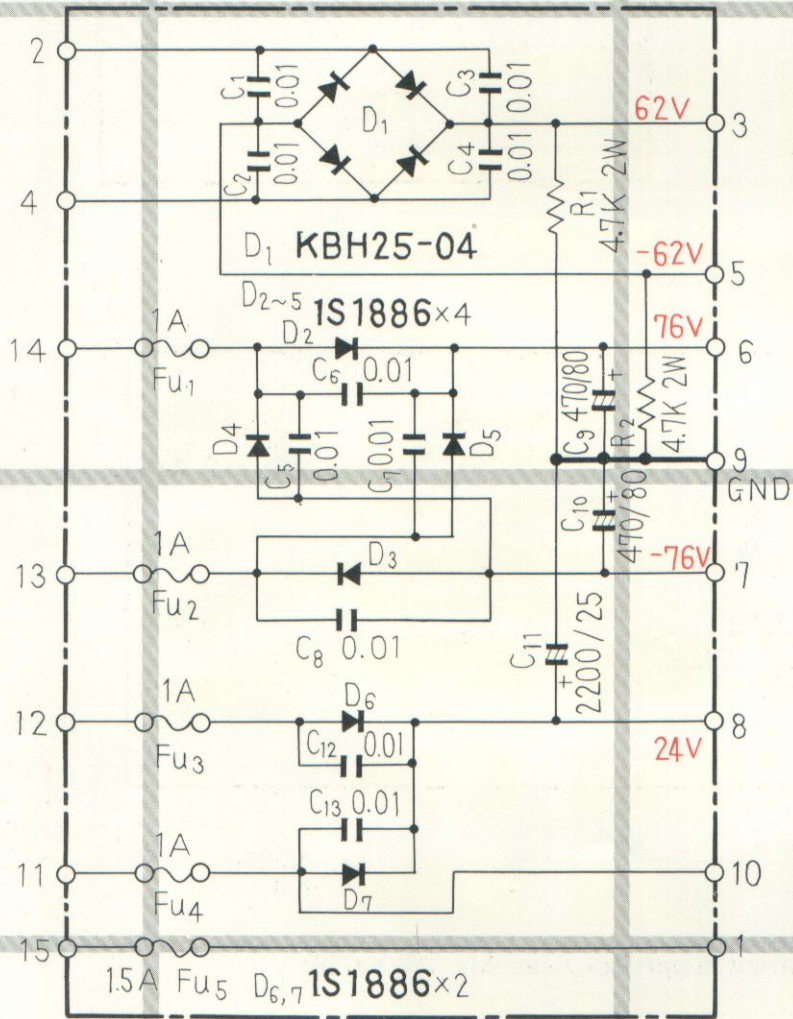 2
C1 0.01
C3 0.01
D1
62V
3
C2 0.01
C4 0.01
R1 4.7K 2W
4
D1 KBH25-04
-62V
5
D2~5 1S1886×4
1A
D2
76V
14
6
Fu.1
C6 0.01
C9 470/80 +
R2 4.7K 2W
D4
C5 0.01
C7 0.01
D5
9
GND
C10 470/80 +
1A
D3
-76V
13
7
Fu2
C8 0.01
C11 2200/25 +
1A
D6
12
8
Fu3
C12 0.01
24V
C13 0.01
1A
11
10
Fu4
D7
15
1
1.5A Fu5 D6,7 1S1886×2